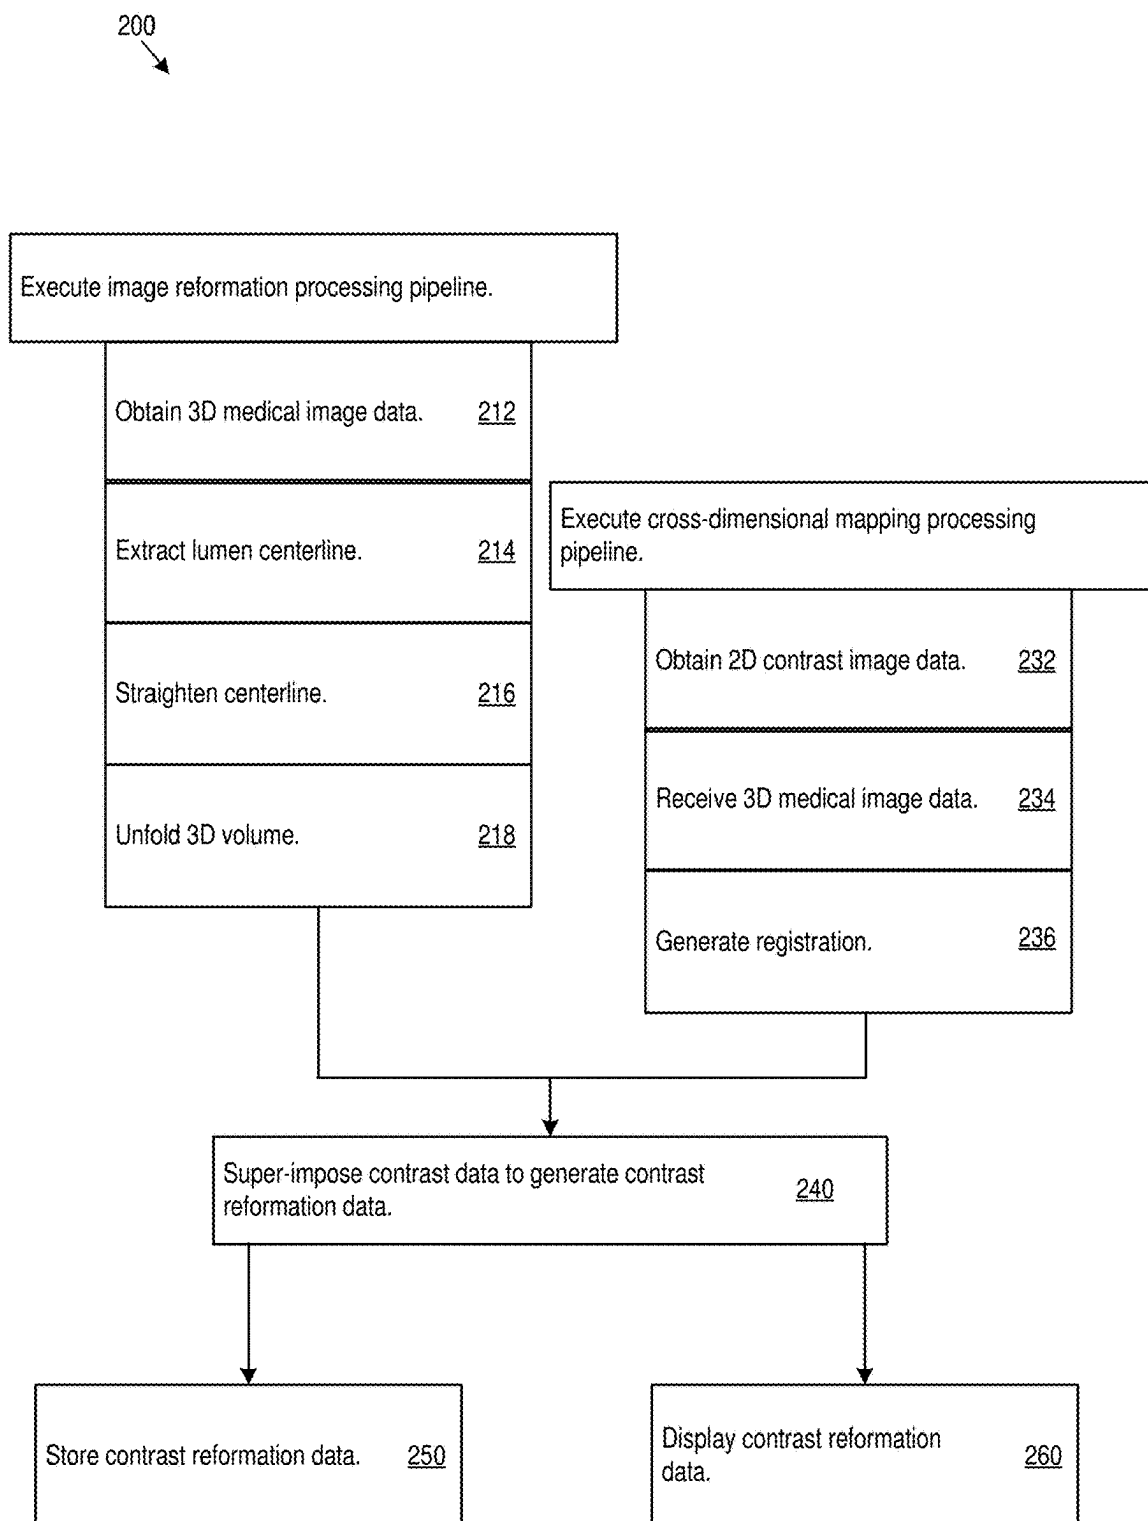 200
Execute image reformation processing pipeline.
Obtain 3D medical image data. 212
Extract lumen centerline. 214
Straighten centerline. 216
Unfold 3D volume. 218
Execute cross-dimensional mapping processing
pipeline.
Obtain 2D contrast image data. 232
Receive 3D medical image data. 234
Generate registration. 236
Super-impose contrast data to generate contrast
reformation data. 240
Store contrast reformation data. 250
Display contrast reformation
data. 260